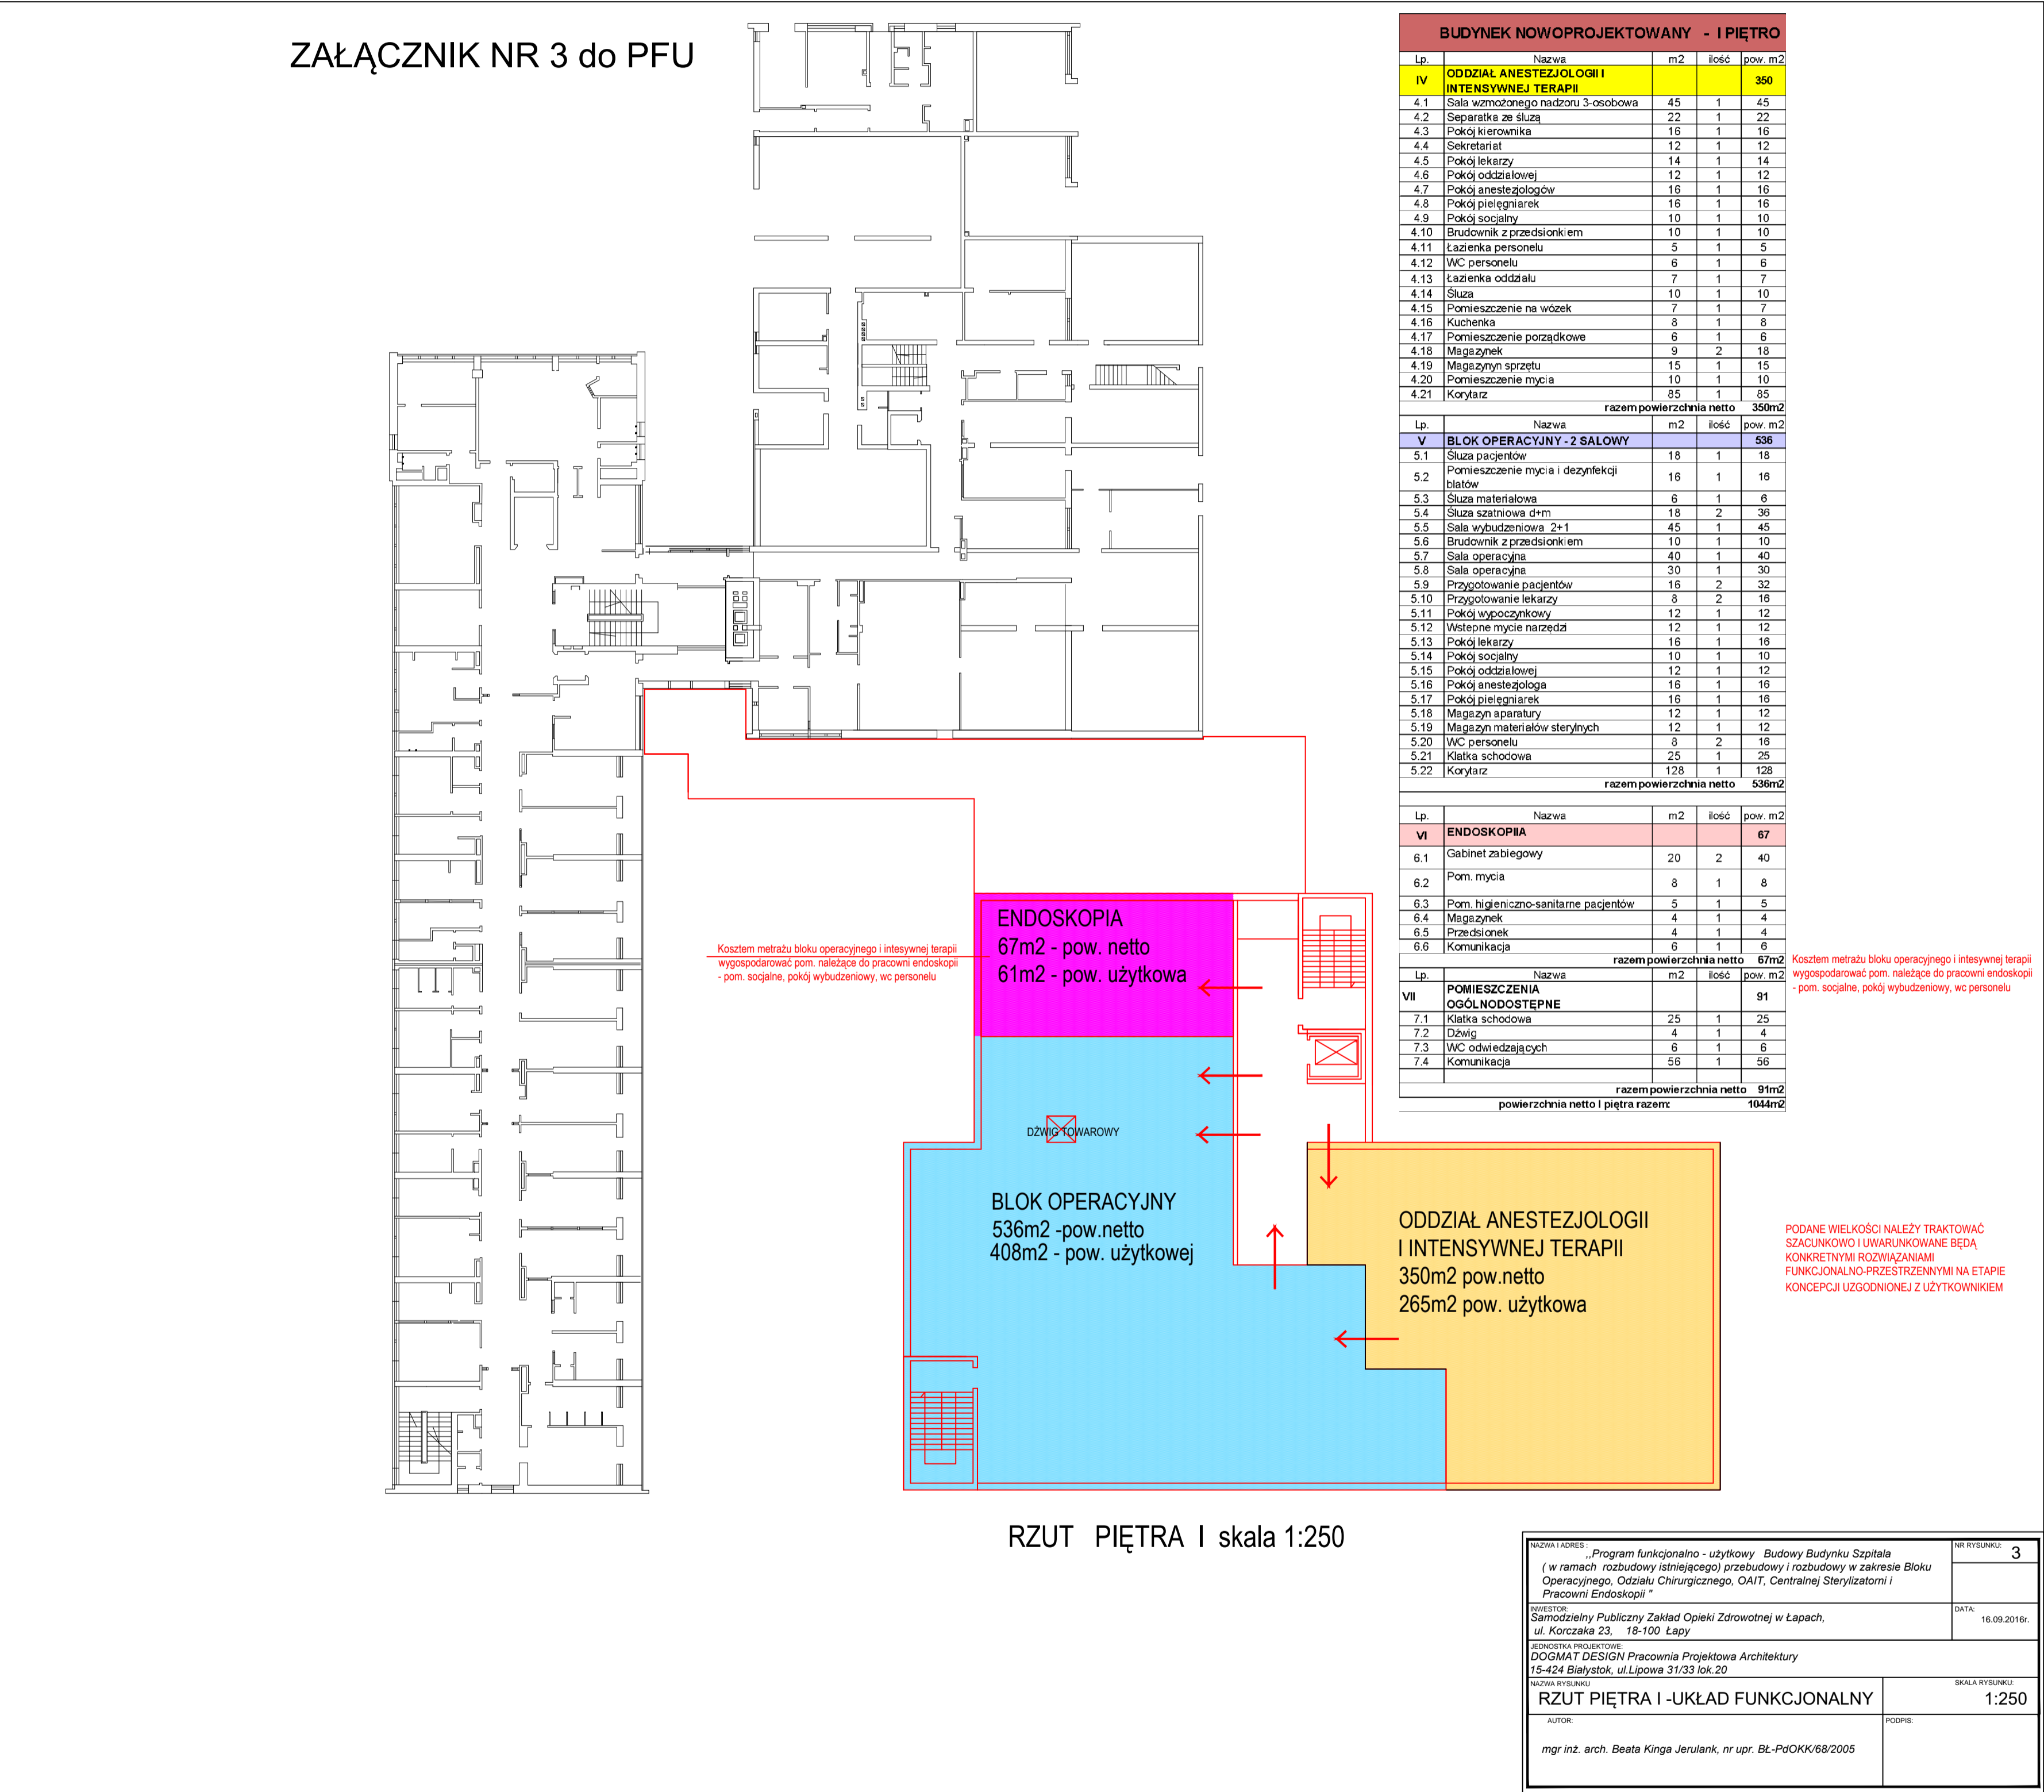 ZAŁĄCZNIK NR 3 do PFU
BUDYNEK NOWOPROJEKTOWANY - I PIĘTRO
Lp. Nazwa m2 ilość pow. m2
IV ODDZIAŁ ANESTEZJOLOGII I INTENSYWNEJ TERAPII 350
4.1 Sala wzmożonego nadzoru 3-osobowa 45 1 45
4.2 Separatka ze śluzą 22 1 22
4.3 Pokój kierownika 16 1 16
4.4 Sekretariat 12 1 12
4.5 Pokój lekarzy 14 1 14
4.6 Pokój oddziałowej 12 1 12
4.7 Pokój anestezjologów 16 1 16
4.8 Pokój pielęgniarek 16 1 16
4.9 Pokój socjalny 10 1 10
4.10 Brudownik z przedsionkiem 10 1 10
4.11 Łazienka personelu 5 1 5
4.12 WC personelu 6 1 6
4.13 Łazienka oddziału 7 1 7
4.14 Śluza 10 1 10
4.15 Pomieszczenie na wózek 7 1 7
4.16 Kuchenka 8 1 8
4.17 Pomieszczenie porządkowe 6 1 6
4.18 Magazynek 9 2 18
4.19 Magazynyn sprzętu 15 1 15
4.20 Pomieszczenie mycia 10 1 10
4.21 Korytarz 85 1 85
razem powierzchnia netto 350m2
Lp. Nazwa m2 ilość pow. m2
V BLOK OPERACYJNY - 2 SALOWY 536
5.1 Śluza pacjentów 18 1 18
5.2 Pomieszczenie mycia i dezynfekcji blatów 16 1 16
5.3 Śluza materiałowa 6 1 6
5.4 Śluza szatniowa d+m 18 2 36
5.5 Sala wybudzeniowa 2+1 45 1 45
5.6 Brudownik z przedsionkiem 10 1 10
5.7 Sala operacyjna 40 1 40
5.8 Sala operacyjna 30 1 30
5.9 Przygotowanie pacjentów 16 2 32
5.10 Przygotowanie lekarzy 8 2 16
5.11 Pokój wypoczynkowy 12 1 12
5.12 Wstepne mycie narzędzi 12 1 12
5.13 Pokój lekarzy 16 1 16
5.14 Pokój socjalny 10 1 10
5.15 Pokój oddziałowej 12 1 12
5.16 Pokój anestezjologa 16 1 16
5.17 Pokój pielęgniarek 16 1 16
5.18 Magazyn aparatury 12 1 12
5.19 Magazyn materiałów sterylnych 12 1 12
5.20 WC personelu 8 2 16
5.21 Klatka schodowa 25 1 25
5.22 Korytarz 128 1 128
razem powierzchnia netto 536m2
Lp. Nazwa m2 ilość pow. m2
VI ENDOSKOPIIA 67
6.1 Gabinet zabiegowy 20 2 40
6.2 Pom. mycia 8 1 8
6.3 Pom. higieniczno-sanitarne pacjentów 5 1 5
6.4 Magazynek 4 1 4
6.5 Przedsionek 4 1 4
6.6 Komunikacja 6 1 6
razem powierzchnia netto 67m2
Lp. Nazwa m2 ilość pow. m2
VII POMIESZCZENIA OGÓLNODOSTĘPNE 91
7.1 Klatka schodowa 25 1 25
7.2 Dźwig 4 1 4
7.3 WC odwiedzających 6 1 6
7.4 Komunikacja 56 1 56
razem powierzchnia netto 91m2
powierzchnia netto I piętra razem: 1044m2
Kosztem metrażu bloku operacyjnego i intesywnej terapii
wygospodarować pom. należące do pracowni endoskopii
- pom. socjalne, pokój wybudzeniowy, wc personelu
Kosztem metrażu bloku operacyjnego i intesywnej terapii
wygospodarować pom. należące do pracowni endoskopii
- pom. socjalne, pokój wybudzeniowy, wc personelu
ENDOSKOPIA
67m2 - pow. netto
61m2 - pow. użytkowa
DŹWIG TOWAROWY
BLOK OPERACYJNY
536m2 -pow.netto
408m2 - pow. użytkowej
ODDZIAŁ ANESTEZJOLOGII
I INTENSYWNEJ TERAPII
350m2 pow.netto
265m2 pow. użytkowa
PODANE WIELKOŚCI NALEŻY TRAKTOWAĆ
SZACUNKOWO I UWARUNKOWANE BĘDĄ
KONKRETNYMI ROZWIĄZANIAMI
FUNKCJONALNO-PRZESTRZENNYMI NA ETAPIE
KONCEPCJI UZGODNIONEJ Z UŻYTKOWNIKIEM
RZUT PIĘTRA I skala 1:250
NAZWA I ADRES :
,,Program funkcjonalno - użytkowy Budowy Budynku Szpitala
( w ramach rozbudowy istniejącego) przebudowy i rozbudowy w zakresie Bloku
Operacyjnego, Odziału Chirurgicznego, OAIT, Centralnej Sterylizatorni i
Pracowni Endoskopii "
NR RYSUNKU: 3
INWESTOR:
Samodzielny Publiczny Zakład Opieki Zdrowotnej w Łapach,
ul. Korczaka 23, 18-100 Łapy
DATA:
16.09.2016r.
JEDNOSTKA PROJEKTOWE:
DOGMAT DESIGN Pracownia Projektowa Architektury
15-424 Białystok, ul.Lipowa 31/33 lok.20
NAZWA RYSUNKU
RZUT PIĘTRA I -UKŁAD FUNKCJONALNY
SKALA RYSUNKU:
1:250
AUTOR:
PODPIS:
mgr inż. arch. Beata Kinga Jerulank, nr upr. BŁ-PdOKK/68/2005